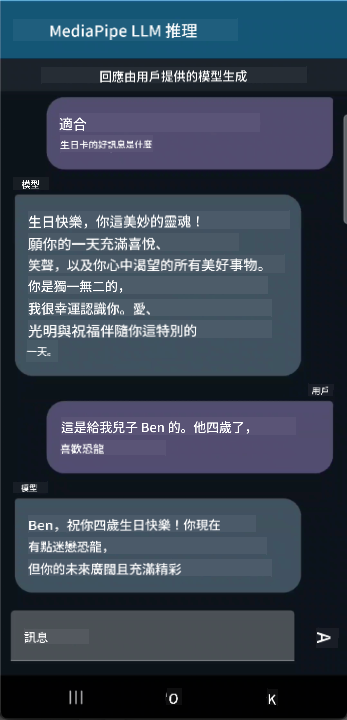 MediaPipe LLM 推理
回應由用戶提供的模型生成
適合
生日卡的好訊息是什麼
模型
生日快樂，你這美妙的靈魂！
願你的一天充滿喜悅、
笑聲，以及你心中渴望的所有美好事物。
你是獨一無二的，
我很幸運認識你。愛、
光明與祝福伴隨你這特別的
一天。
用戶
這是給我兒子 Ben 的。他四歲了，
喜歡恐龍
模型
Ben，祝你四歲生日快樂！你現在
有點迷戀恐龍，
但你的未來廣闊且充滿精彩
訊息
A
III 'O K